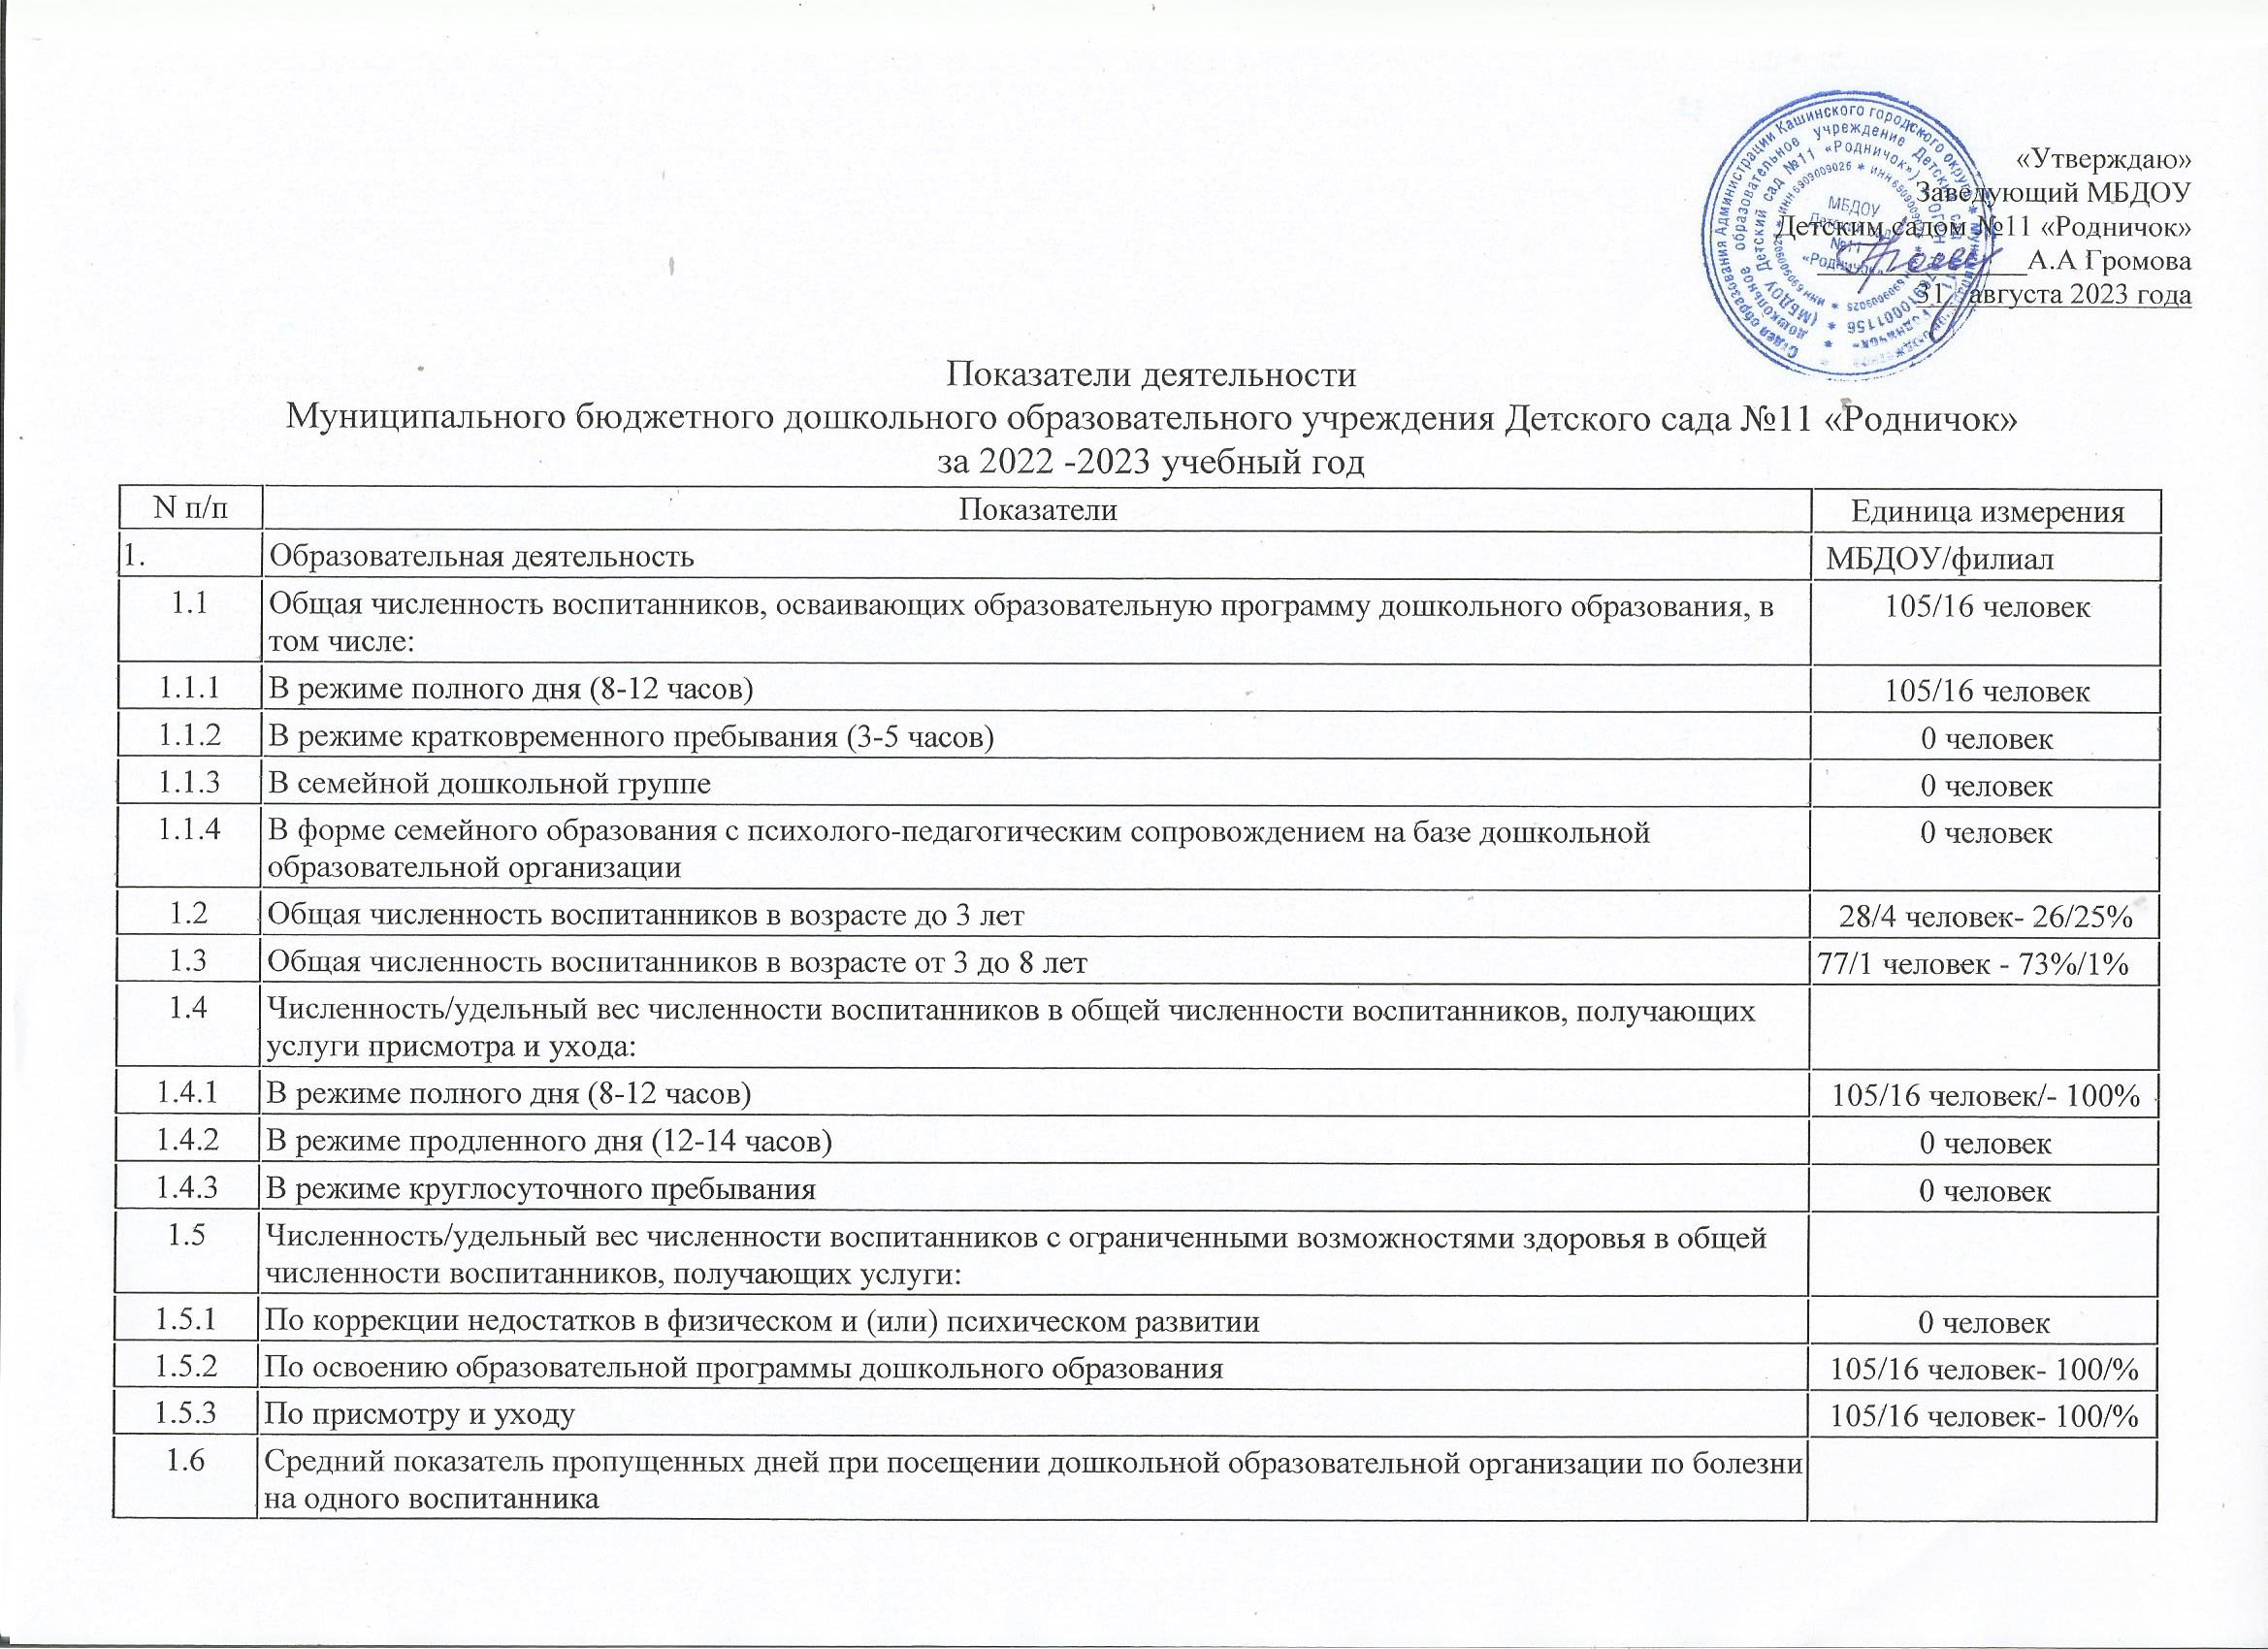 «Утверждаю»
Заведующий МБДОУ
Детским садом №11 «Родничок»
А.А Громова
31 августа 2023 года
МБДОУ
Детский сад
№11
«Родничок»
Показатели деятельности
Муниципального бюджетного дошкольного образовательного учреждения Детского сада №11 «Родничок»
за 2022 -2023 учебный год
N п/п Показатели Единица измерения
1. Образовательная деятельность МБДОУ/филиал
1.1 Общая численность воспитанников, осваивающих образовательную программу дошкольного образования, в 105/16 человек
том числе:
1.1.1 В режиме полного дня (8-12 часов) 105/16 человек
1.1.2 В режиме кратковременного пребывания (3-5 часов) 0 человек
1.1.3 В семейной дошкольной группе 0 человек
1.1.4 В форме семейного образования с психолого-педагогическим сопровождением на базе дошкольной 0 человек
образовательной организации
1.2 Общая численность воспитанников в возрасте до 3 лет 28/4 человек- 26/25%
1.3 Общая численность воспитанников в возрасте от 3 до 8 лет 77/1 человек - 73%/1%
1.4 Численность/удельный вес численности воспитанников в общей численности воспитанников, получающих
услуги присмотра и ухода:
1.4.1 В режиме полного дня (8-12 часов) 105/16 человек/- 100%
1.4.2 В режиме продленного дня (12-14 часов) 0 человек
1.4.3 В режиме круглосуточного пребывания 0 человек
1.5 Численность/удельный вес численности воспитанников с ограниченными возможностями здоровья в общей
численности воспитанников, получающих услуги:
1.5.1 По коррекции недостатков в физическом и (или) психическом развитии 0 человек
1.5.2 По освоению образовательной программы дошкольного образования 105/16 человек- 100/%
1.5.3 По присмотру и уходу 105/16 человек- 100/%
1.6 Средний показатель пропущенных дней при посещении дошкольной образовательной организации по болезни
на одного воспитанника